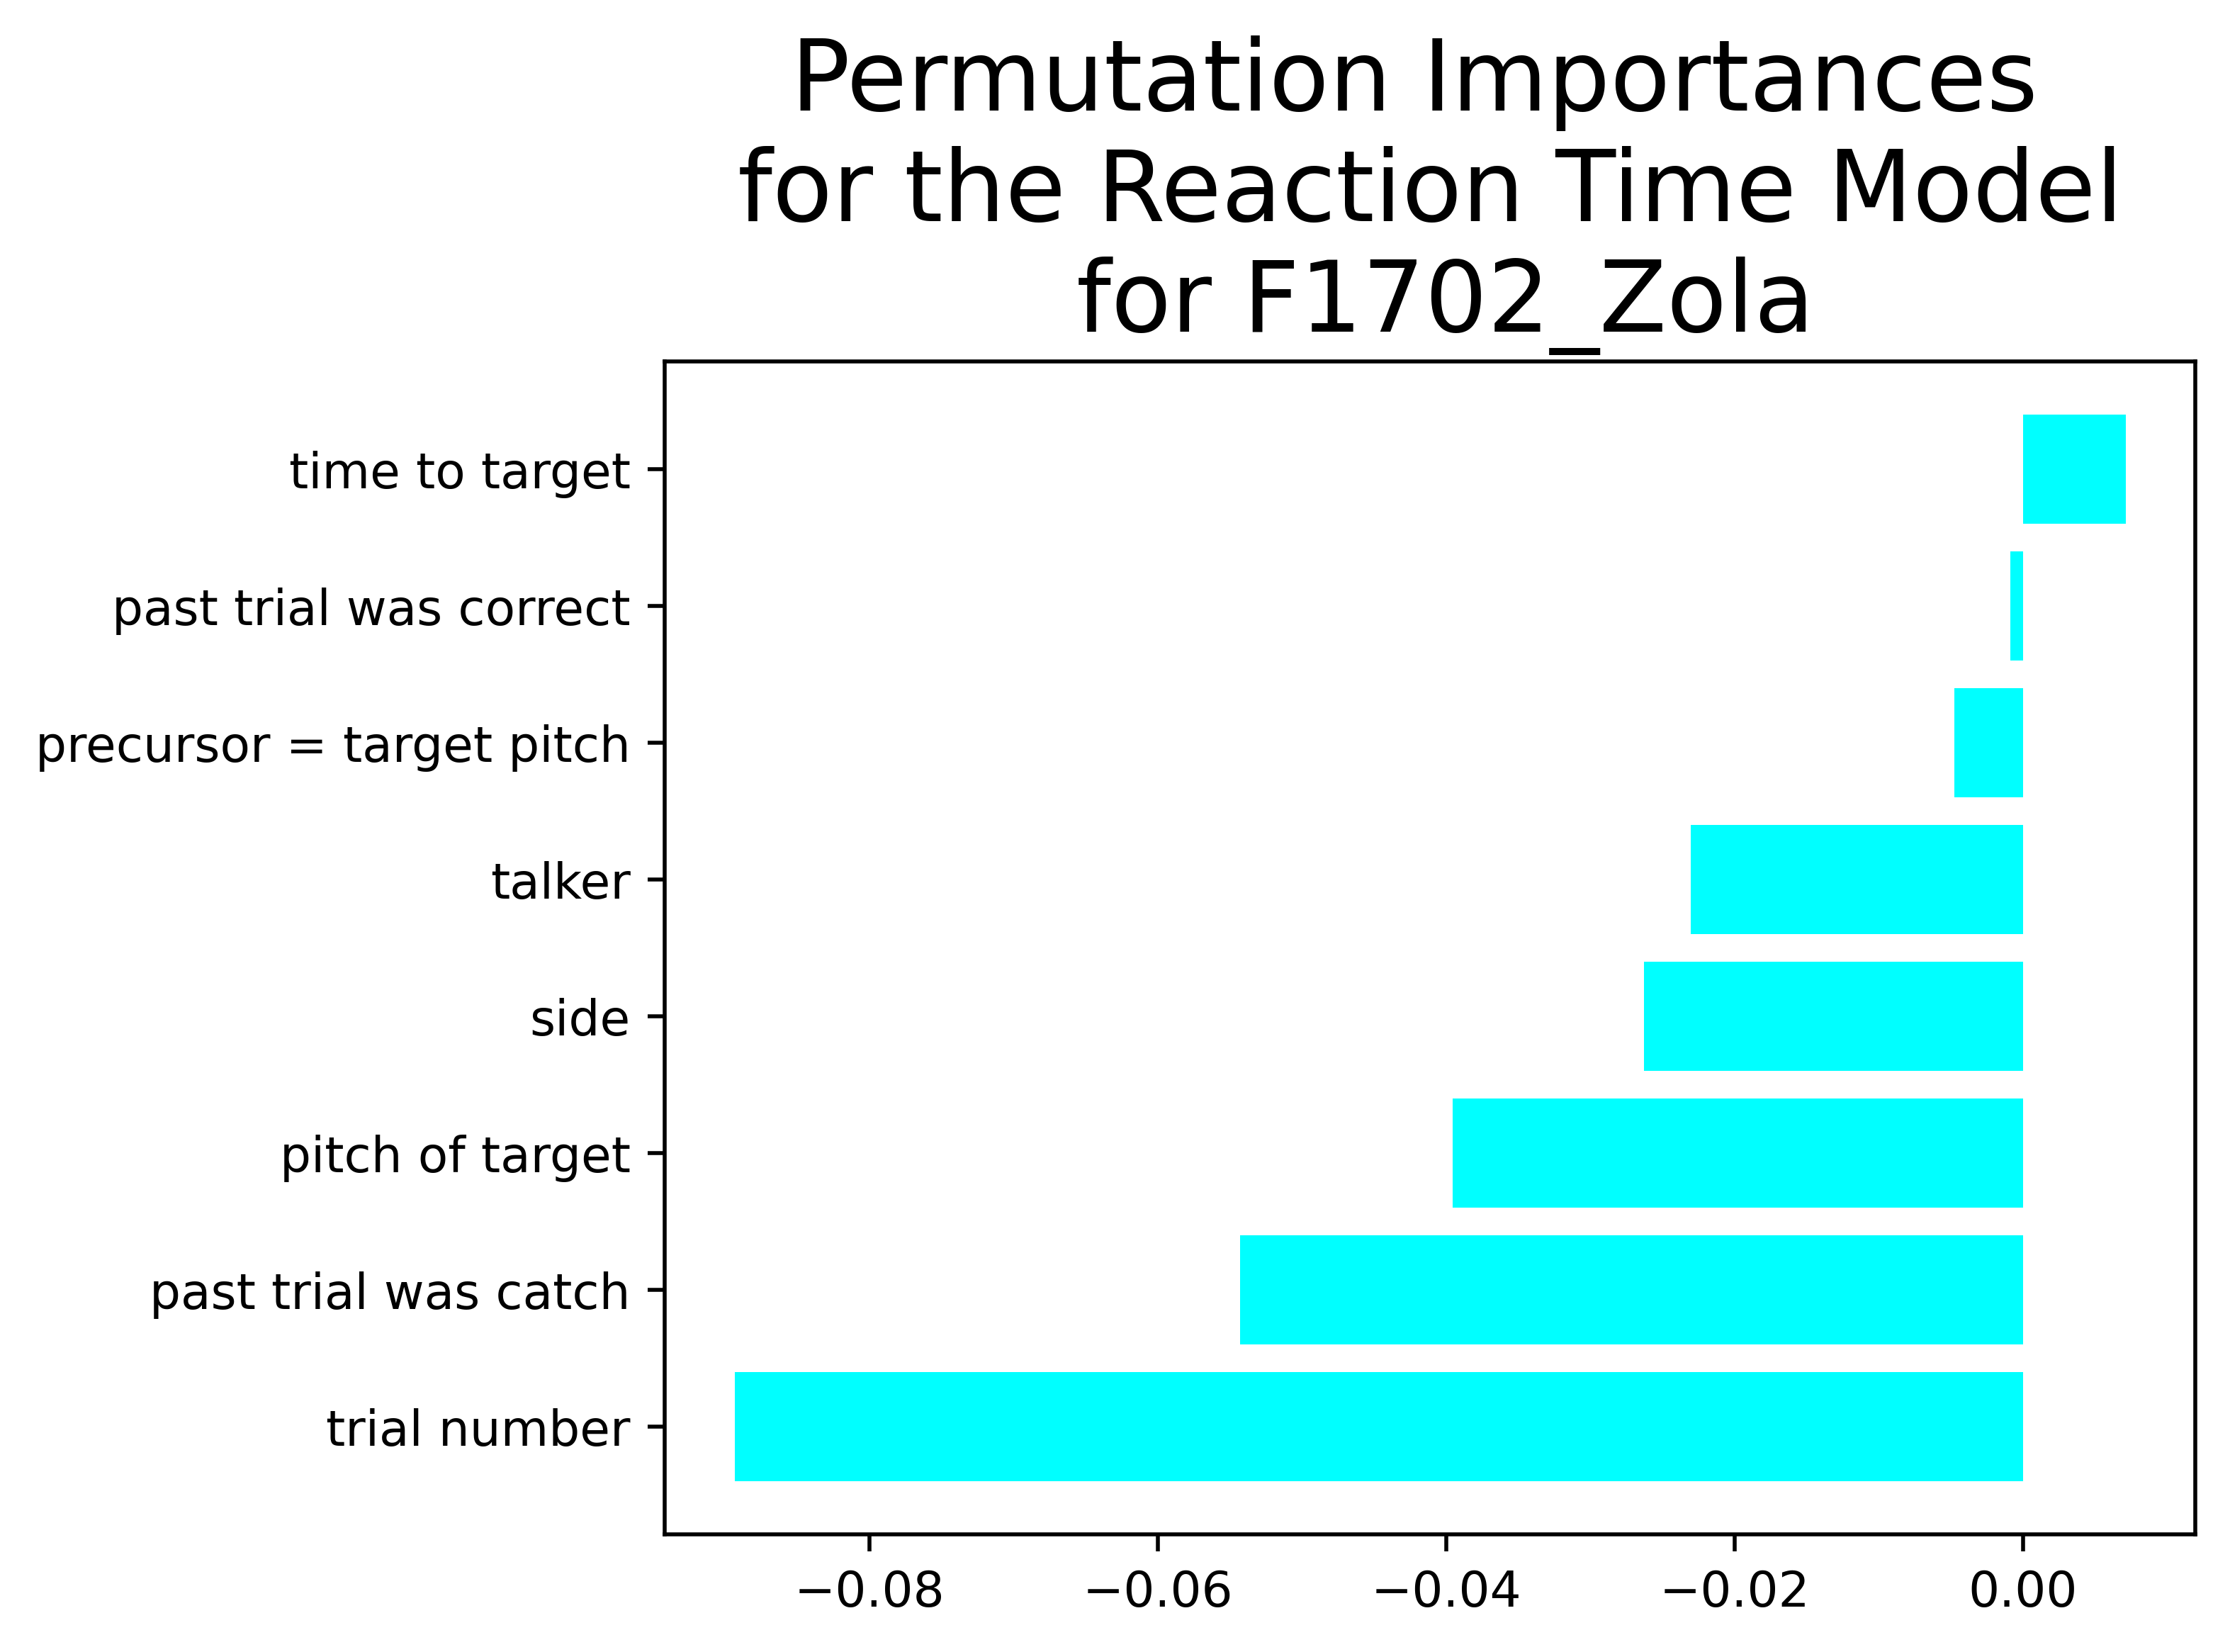 Permutation Importances
for the Reaction Time Model
for F1702_Zola
time to target
past trial was correct
precursor = target pitch
talker
side
pitch of target
past trial was catch
trial number
−0.08 −0.06 −0.04 −0.02 0.00